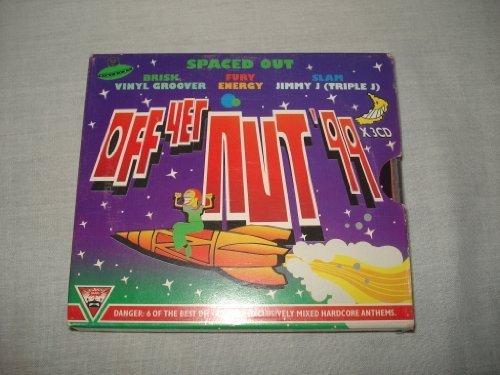 SPACED OUT
BRISK, FURY SLAM
VINYL GROOVER ENERGY JIMMY J (TRIPLE J)
OFF YER NUT '99
X 3CD
DANGER: 6 OF THE BEST MIXED HARDCORE ANTHEMS.